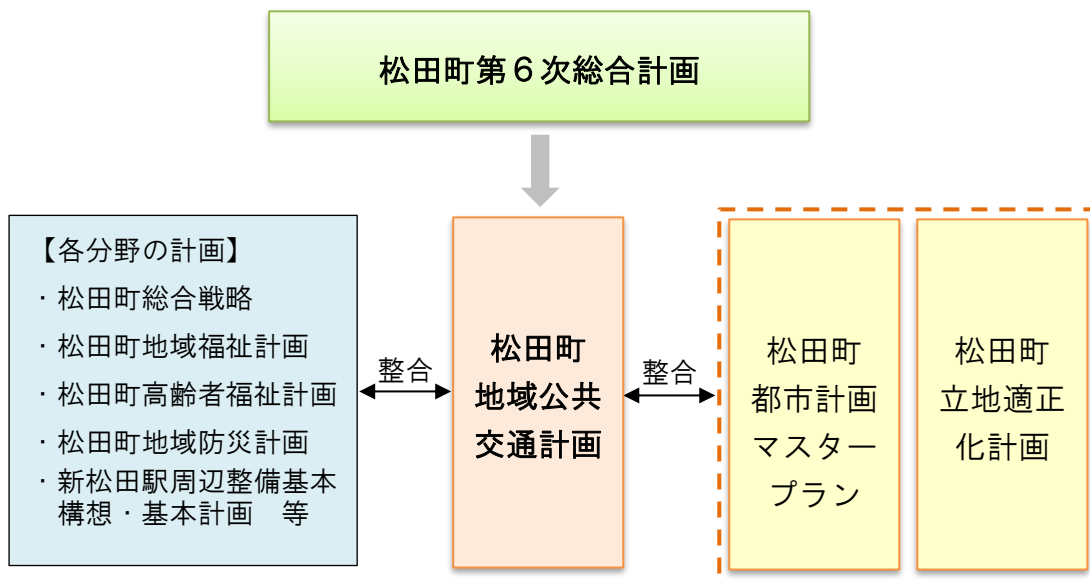 松田町第６次総合計画
【各分野の計画】
・松田町総合戦略
・松田町地域福祉計画
・松田町高齢者福祉計画
・松田町地域防災計画
・新松田駅周辺整備基本
構想・基本計画　等
整合
松田町
地域公共
交通計画
整合
松田町
都市計画
マスター
プラン
松田町
立地適正
化計画